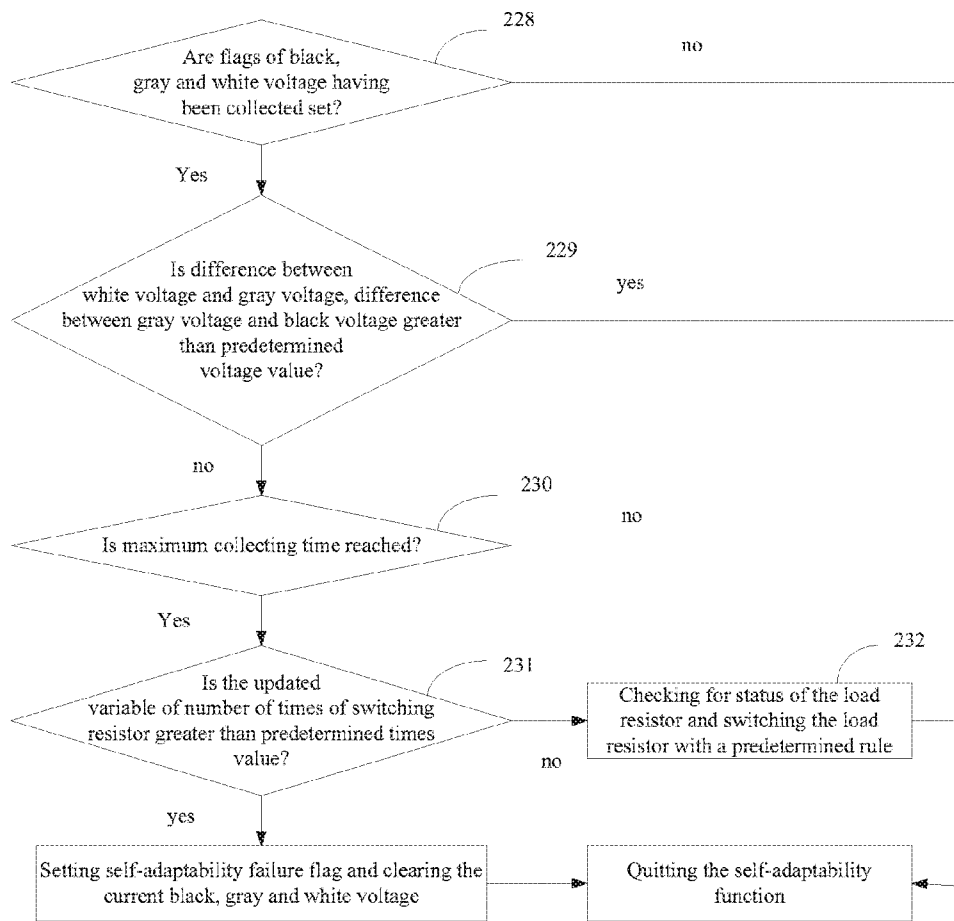 228
no
Are flags of black,
gray and white voltage having
been collected set?
Yes
229
yes
Is difference between
white voltage and gray voltage, difference
between gray voltage and black voltage greater
than predetermined
voltage value?
no
230
no
Is maximum collecting time reached?
Yes
231
232
Is the updated
variable of number of times of switching
resistor greater than predetermined times
value?
Checking for status of the load
resistor and switching the load
resistor with a predetermined rule
no
yes
Setting self-adaptability failure flag and clearing the
current black, gray and white voltage
Quitting the self-adaptability
function